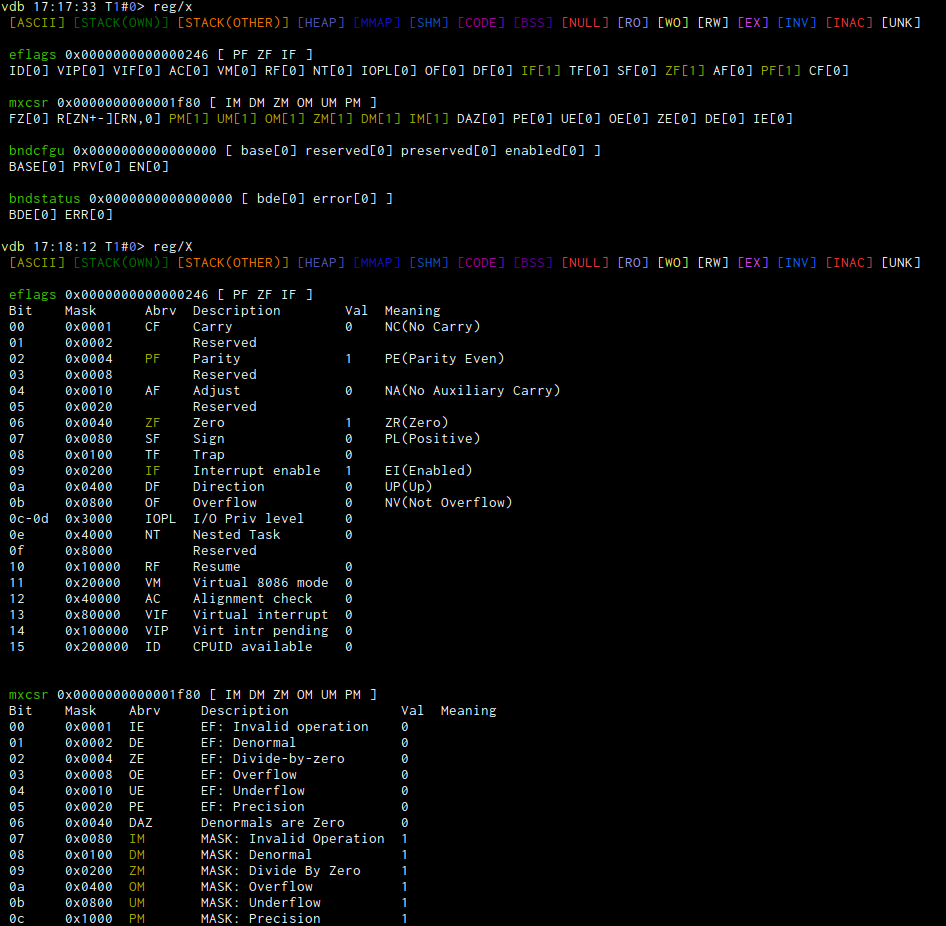 vdb 17:17:33 T1#0> reg/x
[ASCII] [STACK(OWN)] [STACK(OTHER)] [HEAP] [MMAP] [SHM] [CODE] [BSS] [NULL] [RO] [WO] [RW] [EX] [INV] [INAC] [UNK]
eflags 0x0000000000000246 [ PF ZF IF ]
ID[0] VIP[0] VIF[0] AC[0] VM[0] RF[0] NT[0] IOPL[0] OF[0] DF[0] IF[1] TF[0] SF[0] ZF[1] AF[0] PF[1] CF[0]
mxcsr 0x0000000000001f80 [ IM DM ZM OM UM PM ]
FZ[0] R[ZN+-][RN,0] PM[1] UM[1] OM[1] ZM[1] DM[1] IM[1] DAZ[0] PE[0] UE[0] OE[0] ZE[0] DE[0] IE[0]
bndcfgu 0x0000000000000000 [ base[0] reserved[0] preserved[0] enabled[0] ]
BASE[0] PRV[0] EN[0]
bndstatus 0x0000000000000000 [ bde[0] error[0] ]
BDE[0] ERR[0]
vdb 17:18:12 T1#0> reg/X
[ASCII] [STACK(OWN)] [STACK(OTHER)] [HEAP] [MMAP] [SHM] [CODE] [BSS] [NULL] [RO] [WO] [RW] [EX] [INV] [INAC] [UNK]
eflags 0x0000000000000246 [ PF ZF IF ]
Bit Mask Abrv Description Val Meaning
00 0x0001 CF Carry 0 NC(No Carry)
01 0x0002 Reserved
02 0x0004 PF Parity 1 PE(Parity Even)
03 0x0008 Reserved
04 0x0010 AF Adjust 0 NA(No Auxiliary Carry)
05 0x0020 Reserved
06 0x0040 ZF Zero 1 ZR(Zero)
07 0x0080 SF Sign 0 PL(Positive)
08 0x0100 TF Trap 0
09 0x0200 IF Interrupt enable 1 EI(Enabled)
0a 0x0400 DF Direction 0 UP(Up)
0b 0x0800 OF Overflow 0 NV(Not Overflow)
0c-0d 0x3000 IOPL I/O Priv level 0
0e 0x4000 NT Nested Task 0
0f 0x8000 Reserved
10 0x10000 RF Resume 0
11 0x20000 VM Virtual 8086 mode 0
12 0x40000 AC Alignment check 0
13 0x80000 VIF Virtual interrupt 0
14 0x100000 VIP Virt intr pending 0
15 0x200000 ID CPUID available 0
mxcsr 0x0000000000001f80 [ IM DM ZM OM UM PM ]
Bit Mask Abrv Description Val Meaning
00 0x0001 IE EF: Invalid operation 0
01 0x0002 DE EF: Denormal 0
02 0x0004 ZE EF: Divide-by-zero 0
03 0x0008 OE EF: Overflow 0
04 0x0010 UE EF: Underflow 0
05 0x0020 PE EF: Precision 0
06 0x0040 DAZ Denormals are Zero 0
07 0x0080 IM MASK: Invalid Operation 1
08 0x0100 DM MASK: Denormal 1
09 0x0200 ZM MASK: Divide By Zero 1
0a 0x0400 OM MASK: Overflow 1
0b 0x0800 UM MASK: Underflow 1
0c 0x1000 PM MASK: Precision 1